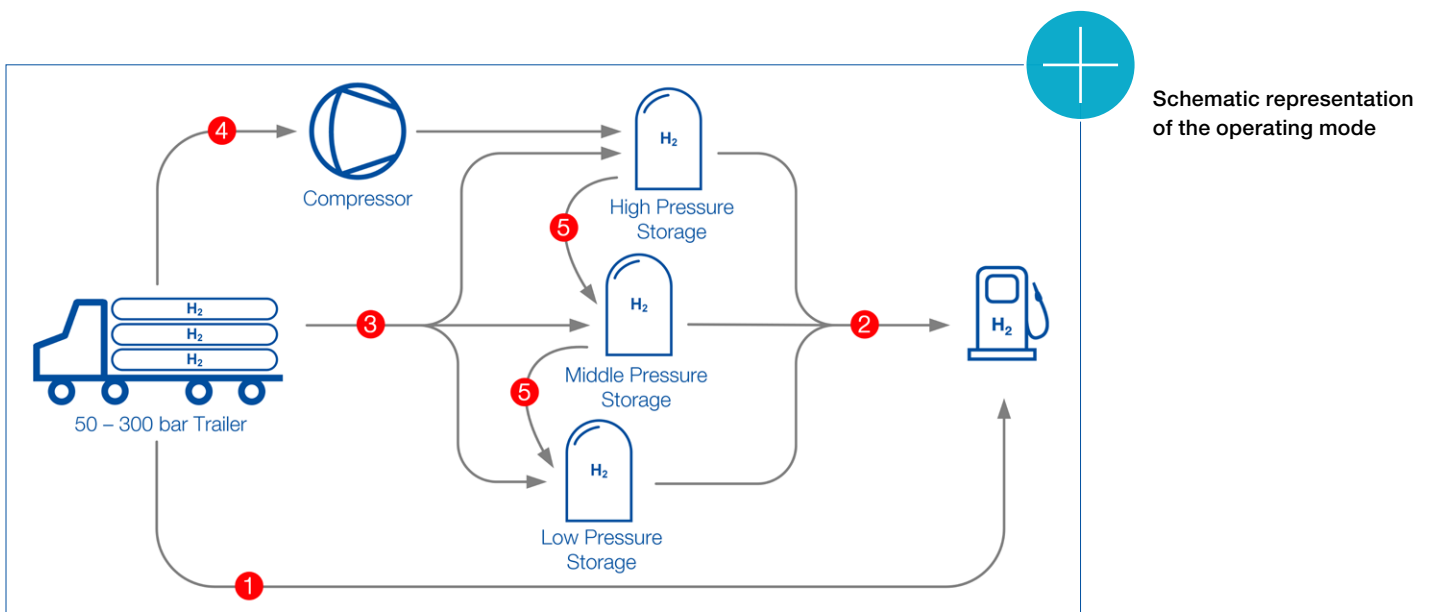 Schematic representation
of the operating mode
4
Compressor
H₂
High Pressure
Storage
5
H₂
H₂
H₂
50 – 300 bar Trailer
3
H₂
Middle Pressure
Storage
5
2
H₂
H₂
Low Pressure
Storage
1